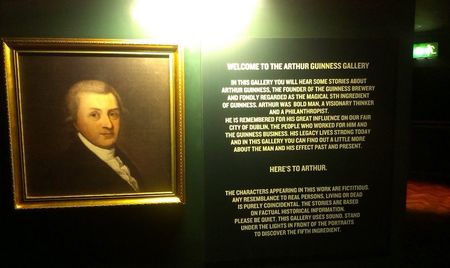 WELCOME TO THE ARTHUR GUINNESS GALLERY
IN THIS GALLERY YOU WILL HEAR SOME STORIES ABOUT
ARTHUR GUINNESS, THE FOUNDER OF THE GUINNESS BREWERY
AND FONDLY REGARDED AS THE MAGICAL 5TH INGREDIENT
OF GUINNESS. ARTHUR WAS BOLD MAN, A VISIONARY THINKER
AND A PHILANTHROPIST.
HE IS REMEMBERED FOR HIS GREAT INFLUENCE ON OUR FAIR
CITY OF DUBLIN, THE PEOPLE WHO WORKED FOR HIM AND
THE GUINNESS BUSINESS. HIS LEGACY LIVES STRONG TODAY
AND IN THIS GALLERY YOU CAN FIND OUT A LITTLE MORE
ABOUT THE MAN AND HIS EFFECT PAST AND PRESENT.
HERE'S TO ARTHUR.
THE CHARACTERS APPEARING IN THIS WORK ARE FICTITIOUS.
ANY RESEMBLANCE TO REAL PERSONS, LIVING OR DEAD
IS PURELY COINCIDENTAL. THE STORIES ARE BASED
ON FACTUAL HISTORICAL INFORMATION.
PLEASE BE QUIET. THIS GALLERY USES SOUND. STAND
UNDER THE LIGHTS IN FRONT OF THE PORTRAITS
TO DISCOVER THE FIFTH INGREDIENT.